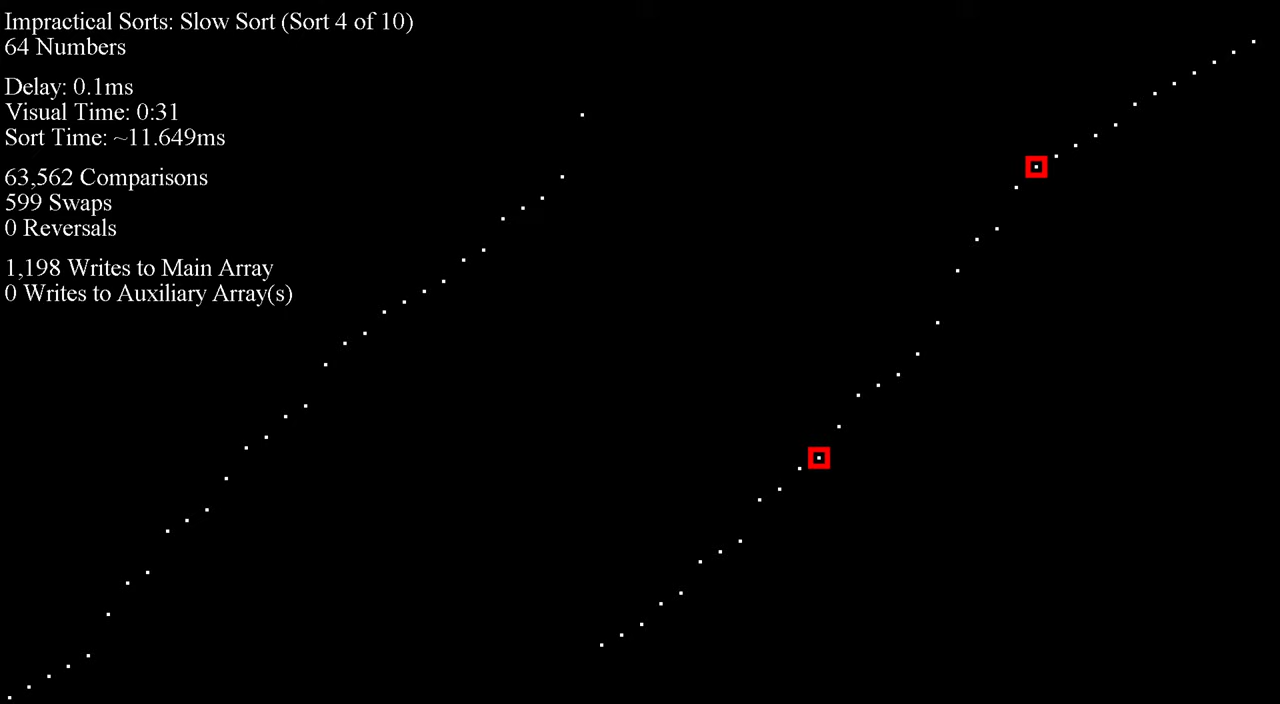 Impractical Sorts: Slow Sort (Sort 4 of 10)
64 Numbers
Delay: 0.1ms
Visual Time: 0:31
Sort Time: ~11.649ms
63,562 Comparisons
599 Swaps
0 Reversals
1,198 Writes to Main Array
0 Writes to Auxiliary Array(s)